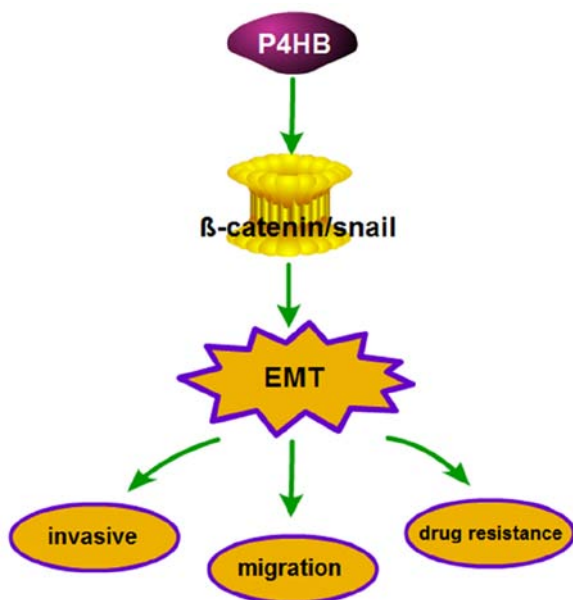 P4HB
ß-catenin/snail
EMT
invasive
migration
drug resistance